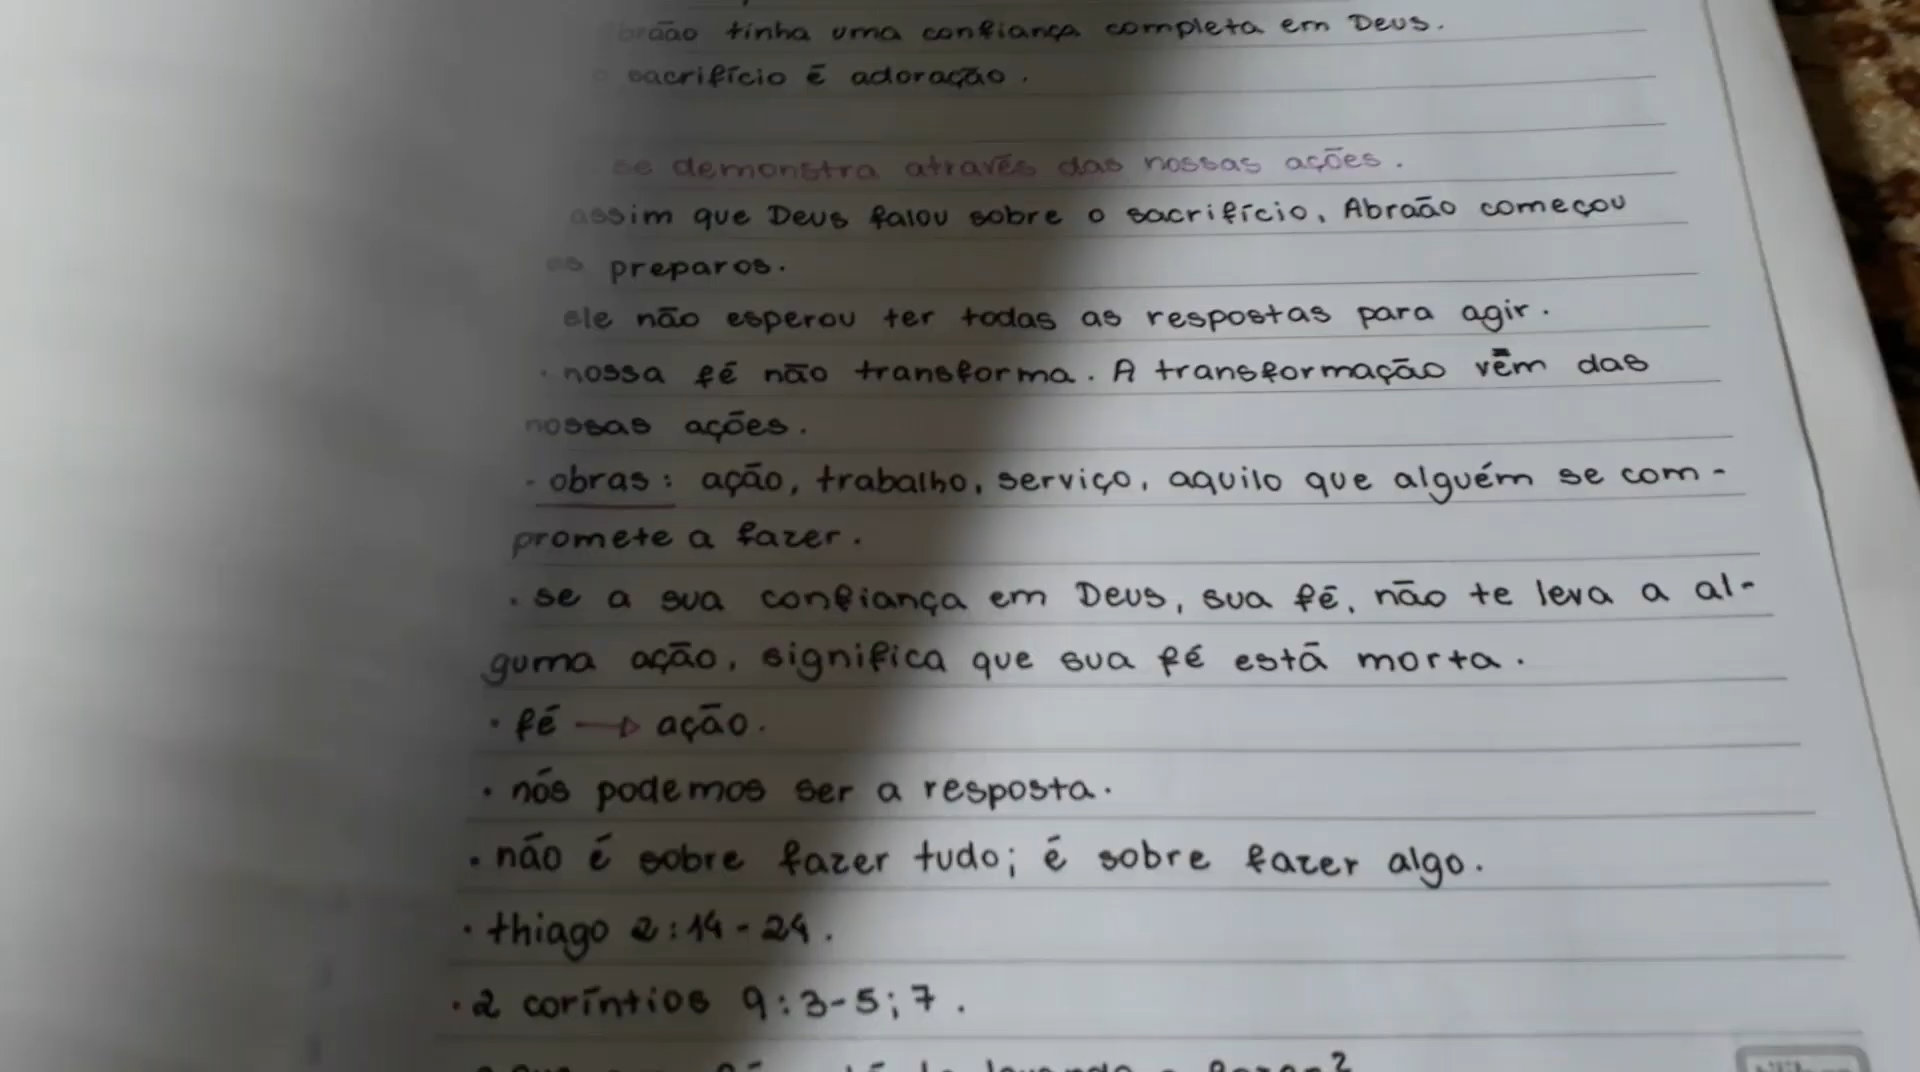 tinha uma confiança completa em Deus.
sacrifício é adoração.
se demonstra através das nossas ações.
assim que Deus falou sobre o sacrifício, Abraão começou
os preparos.
ele não esperou ter todas as respostas para agir.
· nossa fé não transforma. A transformação vêm das
nossas ações.
- obras: ação, trabalho, serviço, aquilo que alguém se com-
promete a fazer.
· se a sua confiança em Deus, sua fé, não te leva a al-
guma ação, significa que sua fé está morta.
· fé → ação.
· nós podemos ser a resposta.
· não é sobre fazer tudo; é sobre fazer algo.
· thiago 2:14-24.
· 2 coríntios 9:3-5;7.